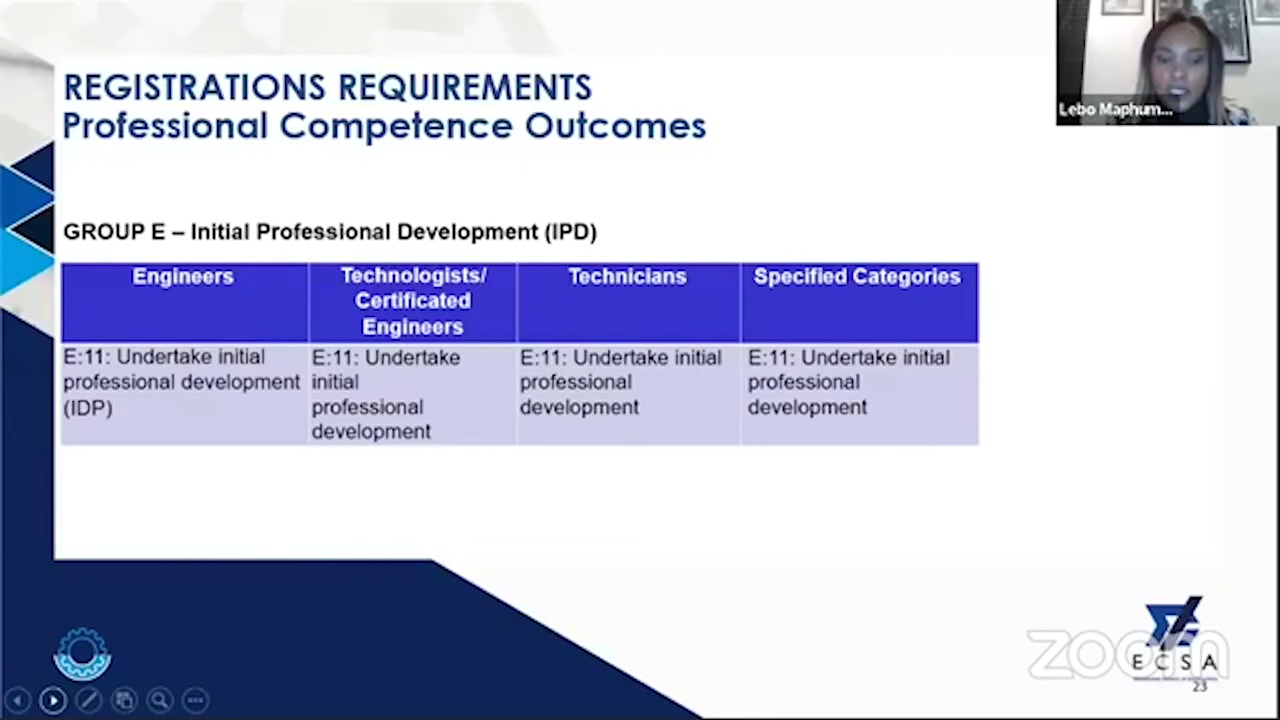 REGISTRATIONS REQUIREMENTS
Professional Competence Outcomes
Lebo Maphum...
GROUP E – Initial Professional Development (IPD)
Engineers
Technologists/
Certificated
Engineers
Technicians
Specified Categories
E:11: Undertake initial
professional development
(IDP)
E:11: Undertake
initial
professional
development
E:11: Undertake initial
professional
development
E:11: Undertake initial
professional
development
zoom
ECSA
23